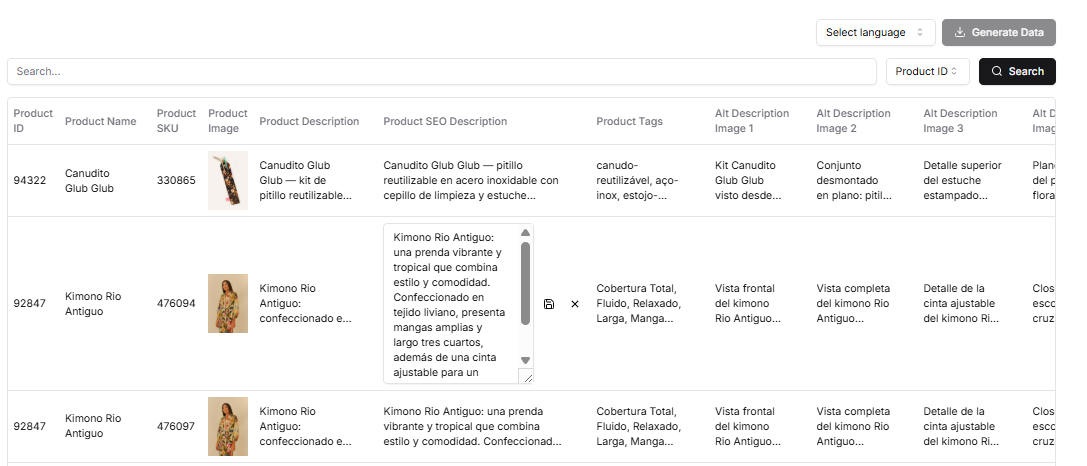 Select language
Generate Data
Search...
Product ID
Search
Product ID
Product Name
Product SKU
Product Image
Product Description
Product SEO Description
Product Tags
Alt Description Image 1
Alt Description Image 2
Alt Description Image 3
Alt D
Imag
94322
Canudito Glub
Glub Glub
330865
Canudito Glub
Glub — kit de
pitillo reutilizable...
Canudito Glub Glub — pitillo
reutilizable en acero inoxidable con
cepillo de limpieza y estuche...
canudo-
reutilizável, aço-
inox, estojo-...
Kit Canudito
Glub Glub
visto desde...
Conjunto
desmontado
en plano: pitil...
Detalle superior
del estuche
estampado...
Plano
del p
flora
92847
Kimono Rio
Antiguo
476094
Kimono Rio
Antiguo:
confeccionado e...
Kimono Rio Antiguo:
una prenda vibrante y
tropical que combina
estilo y comodidad.
Confeccionado en
tejido liviano, presenta
mangas amplias y
largo tres cuartos,
además de una cinta
ajustable para un
Cobertura Total,
Fluido, Relaxado,
Larga, Manga...
Vista frontal
del kimono
Rio Antiguo...
Vista completa
del kimono Rio
Antiguo...
Detalle de la
cinta ajustable
del kimono Ri...
Clos
esco
cruz
92847
Kimono Rio
Antiguo
476097
Kimono Rio
Antiguo:
confeccionado e...
Kimono Rio Antiguo: una prenda
vibrante y tropical que combina
estilo y comodidad. Confeccionad...
Cobertura Total,
Fluido, Relaxado,
Larga, Manga...
Vista frontal
del kimono
Rio Antiguo...
Vista completa
del kimono Rio
Antiguo...
Detalle de la
cinta ajustable
del kimono Ri...
Clos
esco
cruz